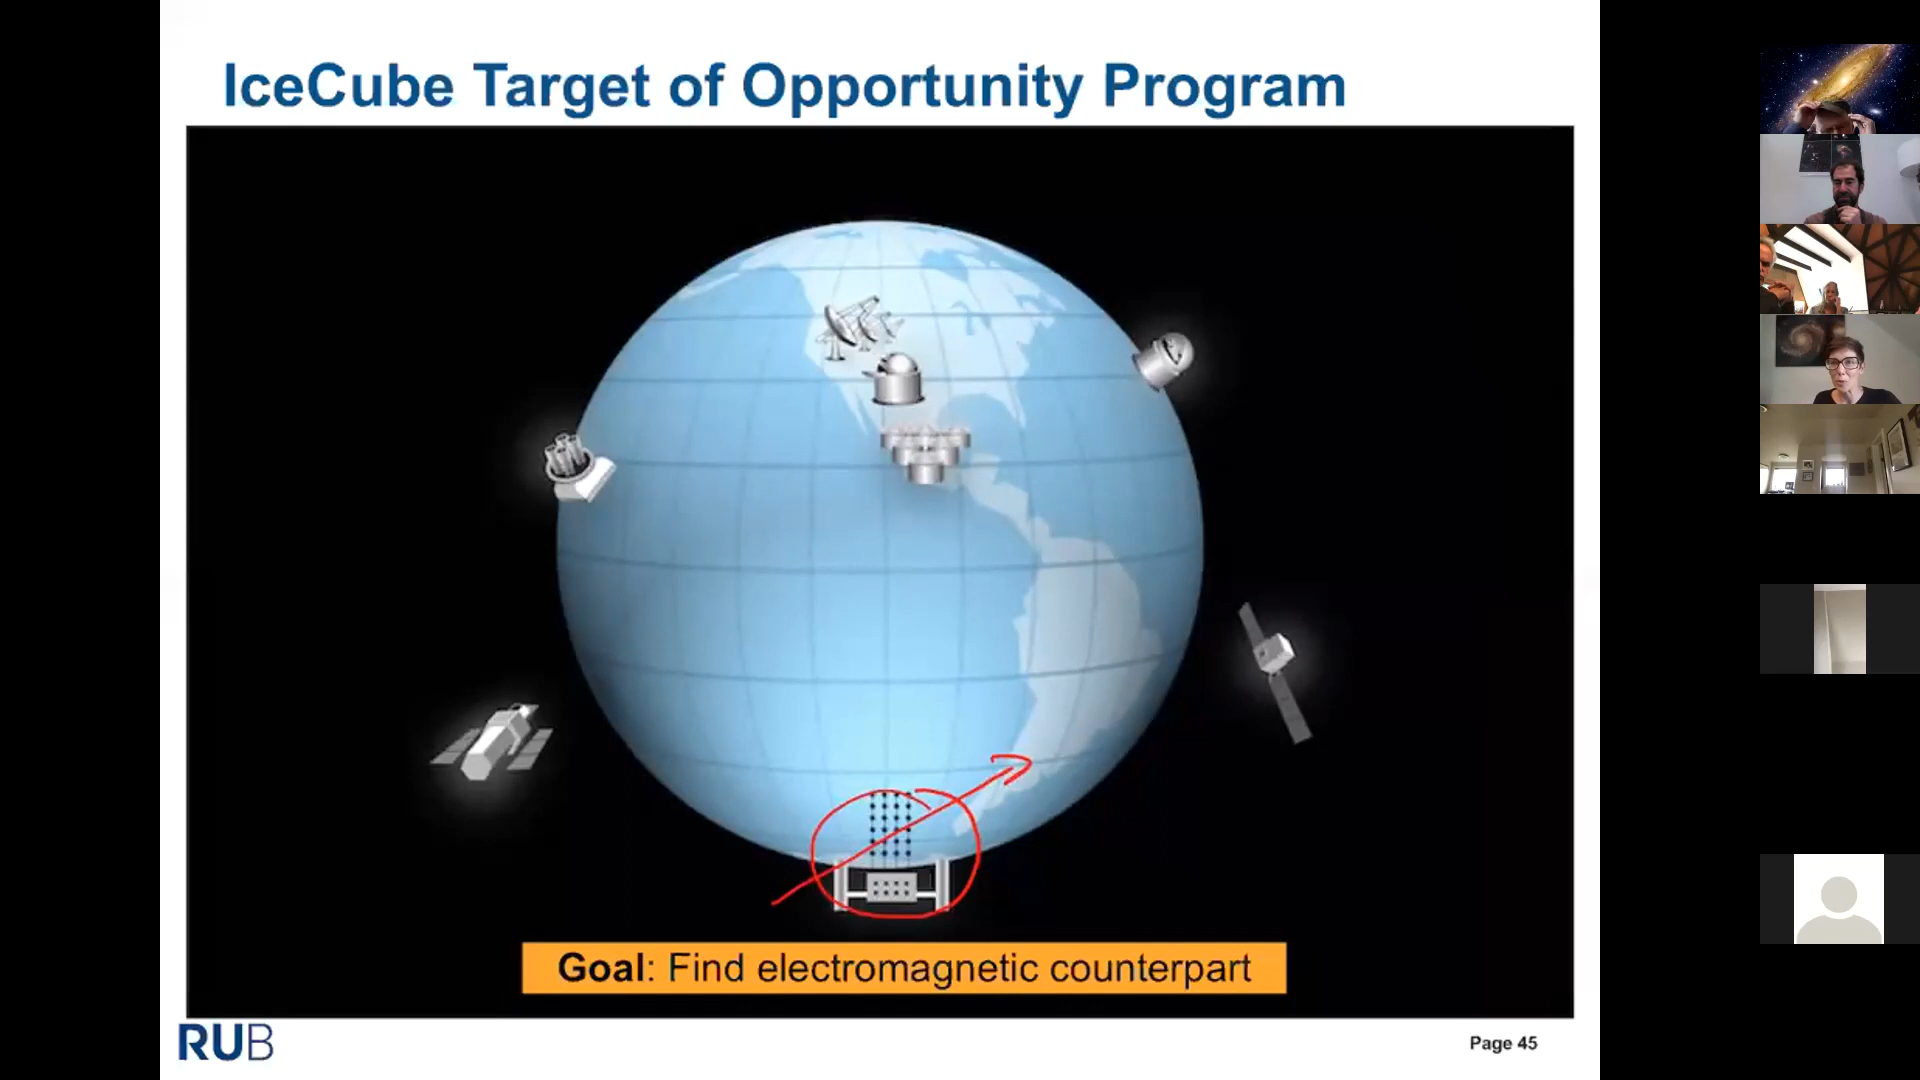 IceCube Target of Opportunity Program
Goal: Find electromagnetic counterpart
RUB
Page 45